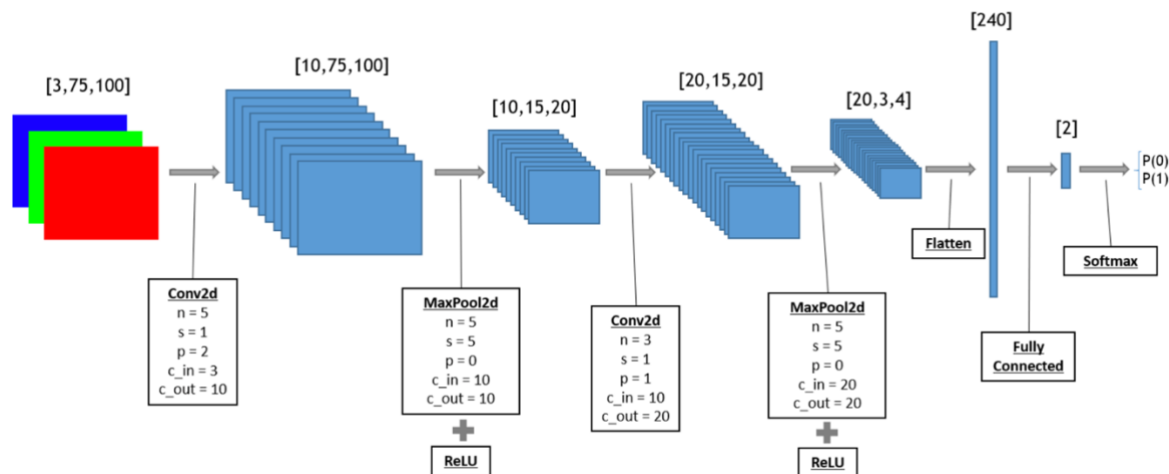 [3,75,100]
[10,75,100]
[10,15,20]
[20,15,20]
[20,3,4]
[240]
[2]
P(0)
P(1)
Conv2d
n = 5
s = 1
p = 2
c_in = 3
c_out = 10
MaxPool2d
n = 5
s = 5
p = 0
c_in = 10
c_out = 10
ReLU
Conv2d
n = 3
s = 1
p = 1
c_in = 10
c_out = 20
MaxPool2d
n = 5
s = 5
p = 0
c_in = 20
c_out = 20
ReLU
Flatten
Fully
Connected
Softmax